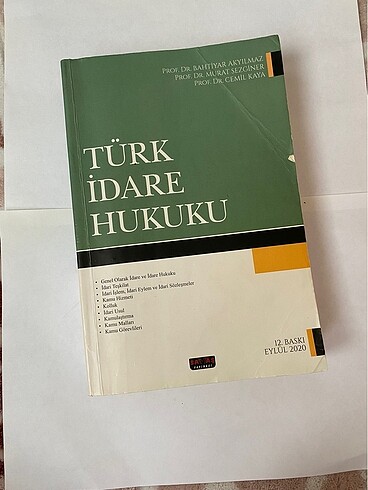 PROF. DR. BAHTİYAR AKYILMAZ
PROF. DR. MURAT SEZGİNER
PROF. DR. CEMİL KAYA
TÜRK
İDARE
HUKUKU
• Genel Olarak İdare ve İdare Hukuku
• İdari Teşkilat
• İdari İşlem, İdari Eylem ve İdari Sözleşmeler
• Kamu Hizmeti
• Kolluk
• İdari Usul
• Kamulaştırma
• Kamu Malları
• Kamu Görevlileri
12. BASKI
EYLÜL 2020
SAVAŞ
YAYINEVİ